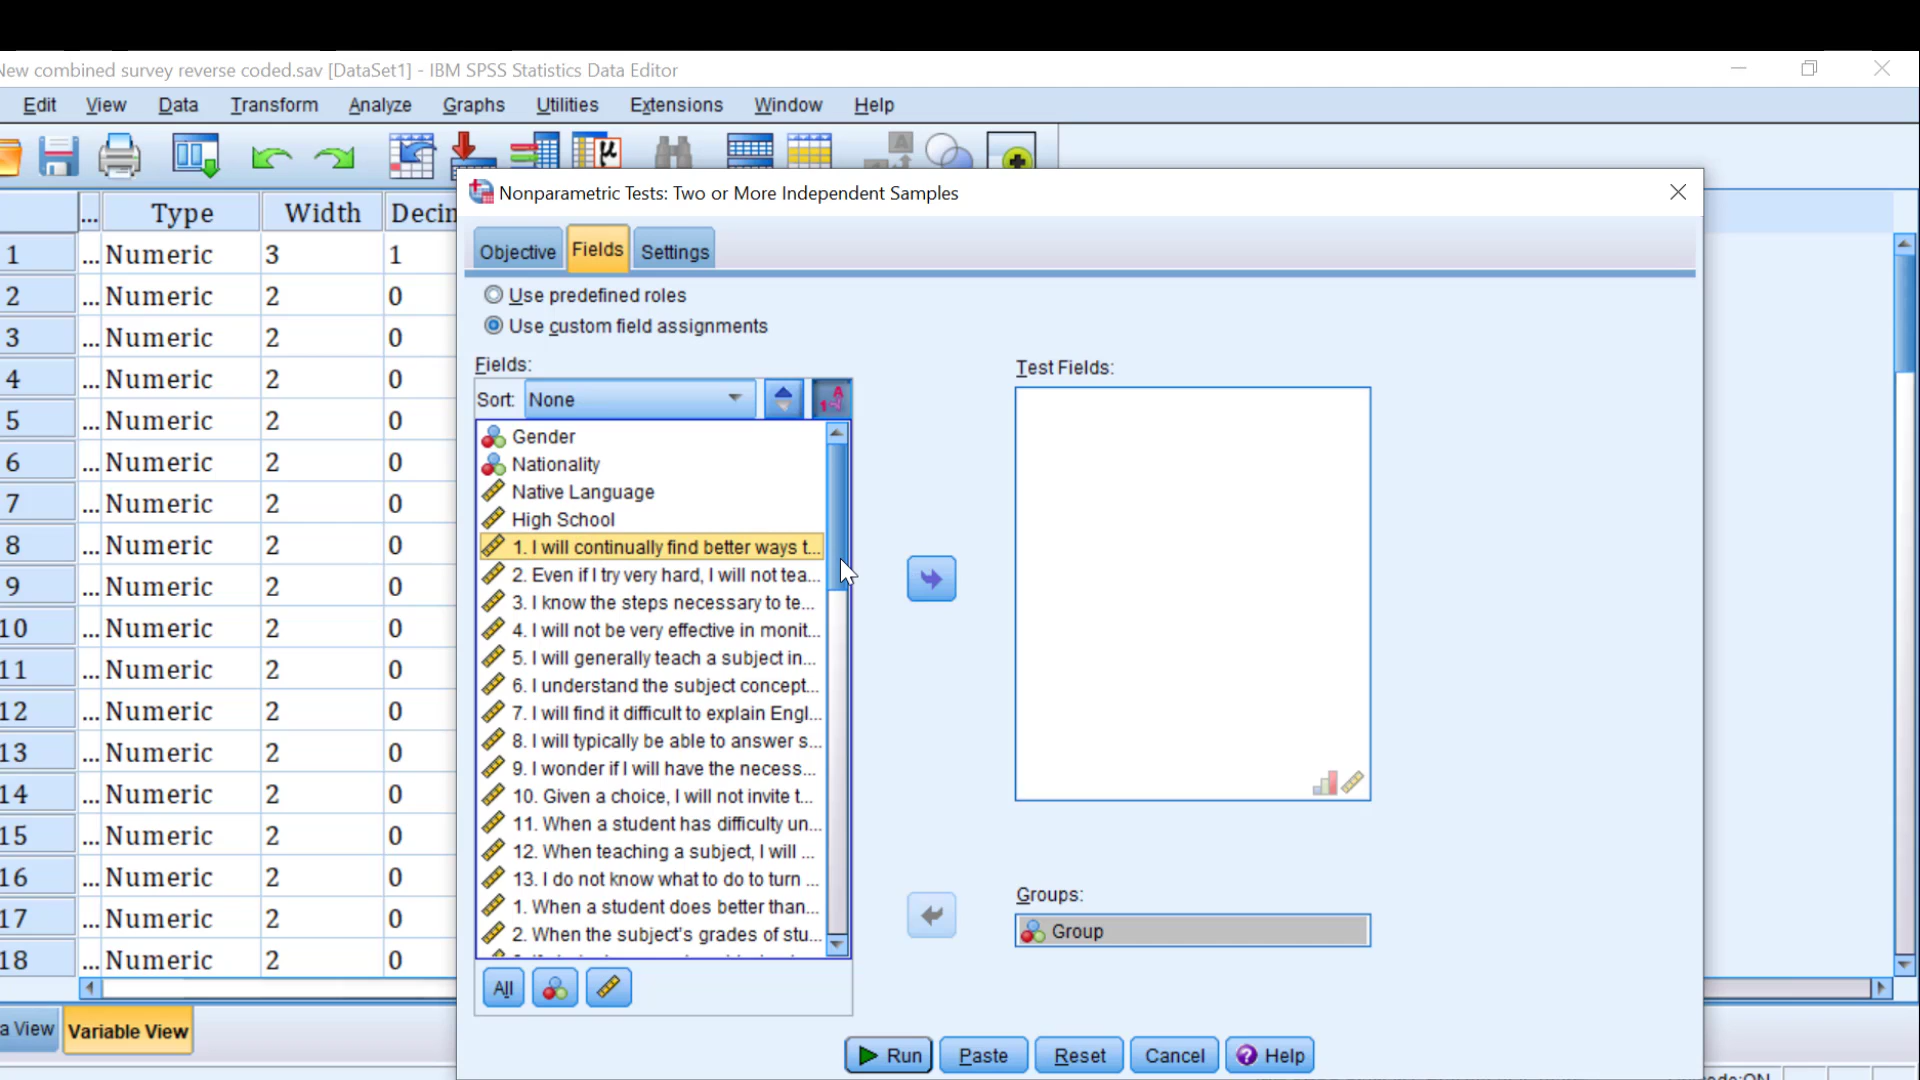 New combined survey reverse coded.sav [DataSet1] - IBM SPSS Statistics Data Editor
Edit View Data Transform Analyze Graphs Utilities Extensions Window Help
Nonparametric Tests: Two or More Independent Samples
... Type Width Decim
Objective Fields Settings
1 ... Numeric 3 1
2 ... Numeric 2 0
3 ... Numeric 2 0
4 ... Numeric 2 0
5 ... Numeric 2 0
6 ... Numeric 2 0
7 ... Numeric 2 0
8 ... Numeric 2 0
9 ... Numeric 2 0
10 ... Numeric 2 0
11 ... Numeric 2 0
12 ... Numeric 2 0
13 ... Numeric 2 0
14 ... Numeric 2 0
15 ... Numeric 2 0
16 ... Numeric 2 0
17 ... Numeric 2 0
18 ... Numeric 2 0
Use predefined roles
Use custom field assignments
Fields:
Sort: None
Gender
Nationality
Native Language
High School
1. I will continually find better ways t...
2. Even if I try very hard, I will not tea...
3. I know the steps necessary to te...
4. I will not be very effective in monit...
5. I will generally teach a subject in...
6. I understand the subject concept...
7. I will find it difficult to explain Engl...
8. I will typically be able to answer s...
9. I wonder if I will have the necess...
10. Given a choice, I will not invite t...
11. When a student has difficulty un...
12. When teaching a subject, I will ...
13. I do not know what to do to turn ...
1. When a student does better than...
2. When the subject's grades of stu...
All
Test Fields:
Groups:
Group
a View Variable View
Run Paste Reset Cancel Help